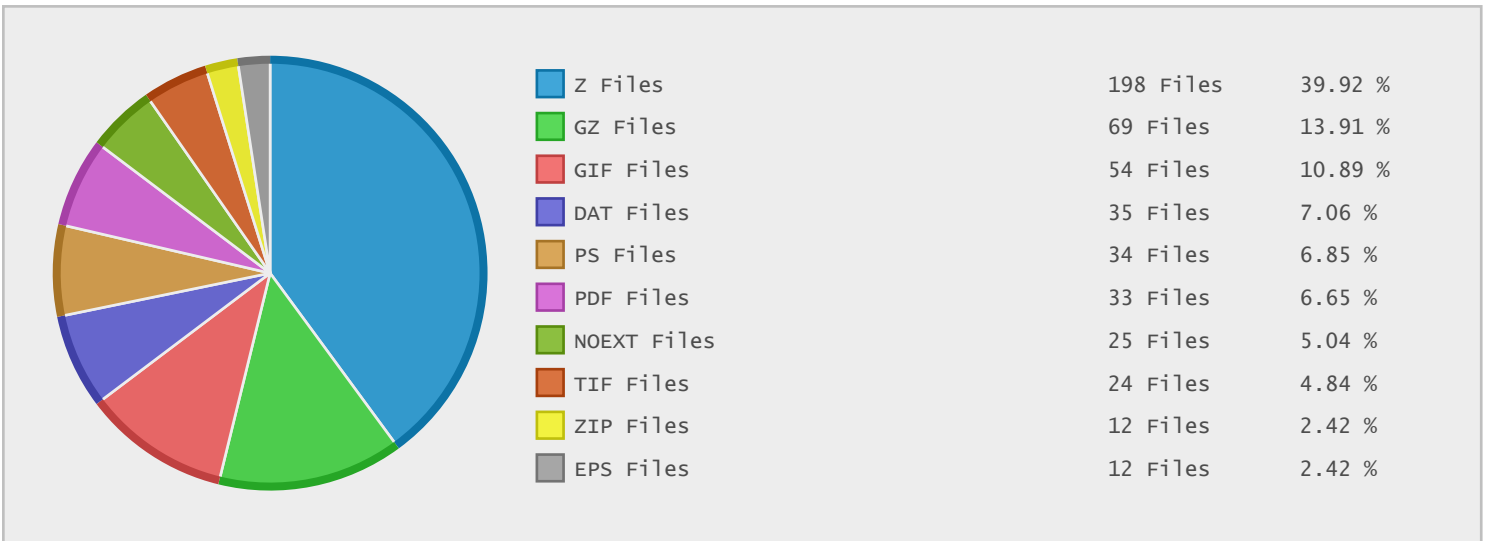 Z Files 198 Files 39.92 %
GZ Files 69 Files 13.91 %
GIF Files 54 Files 10.89 %
DAT Files 35 Files 7.06 %
PS Files 34 Files 6.85 %
PDF Files 33 Files 6.65 %
NOEXT Files 25 Files 5.04 %
TIF Files 24 Files 4.84 %
ZIP Files 12 Files 2.42 %
EPS Files 12 Files 2.42 %